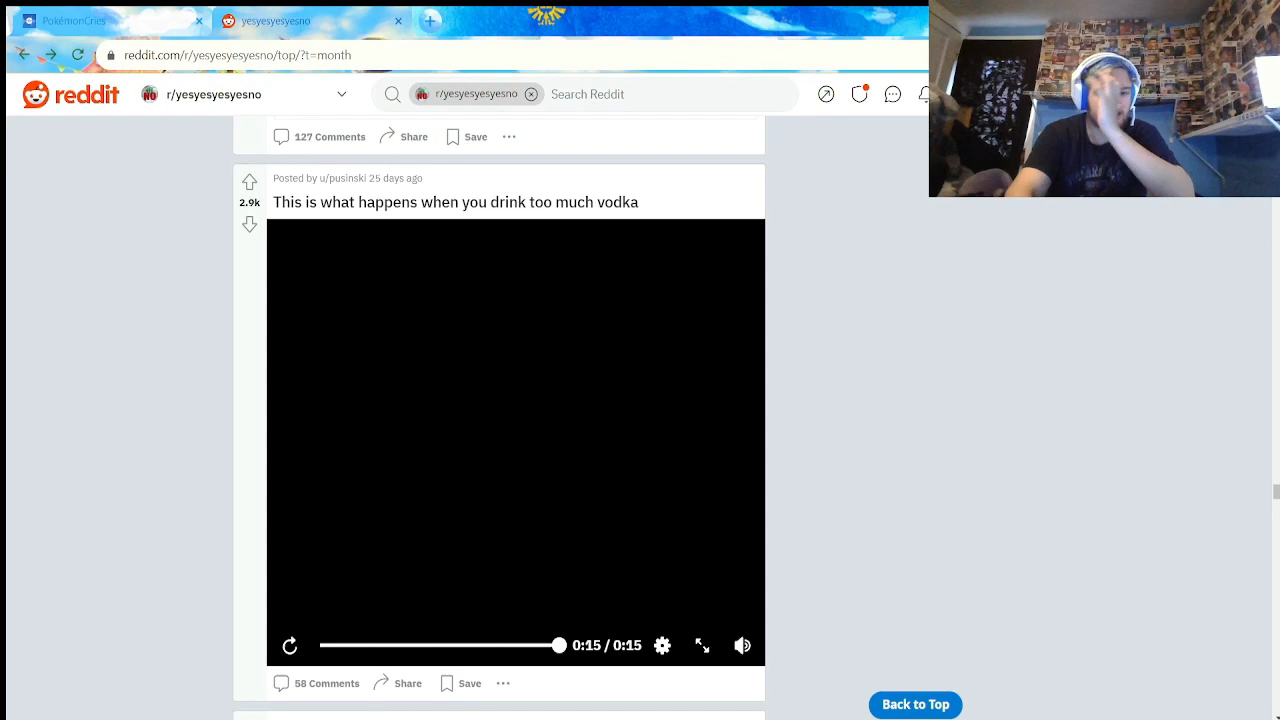 PokémonCries
yesyesyesyesno
reddit.com/r/yesyesyesyesno/top/?t=month
reddit
r/yesyesyesyesno
r/yesyesyesyesno
Search Reddit
127 Comments
Share
Save
Posted by u/pusinski 25 days ago
2.9k
This is what happens when you drink too much vodka
0:15 / 0:15
58 Comments
Share
Save
Back to Top